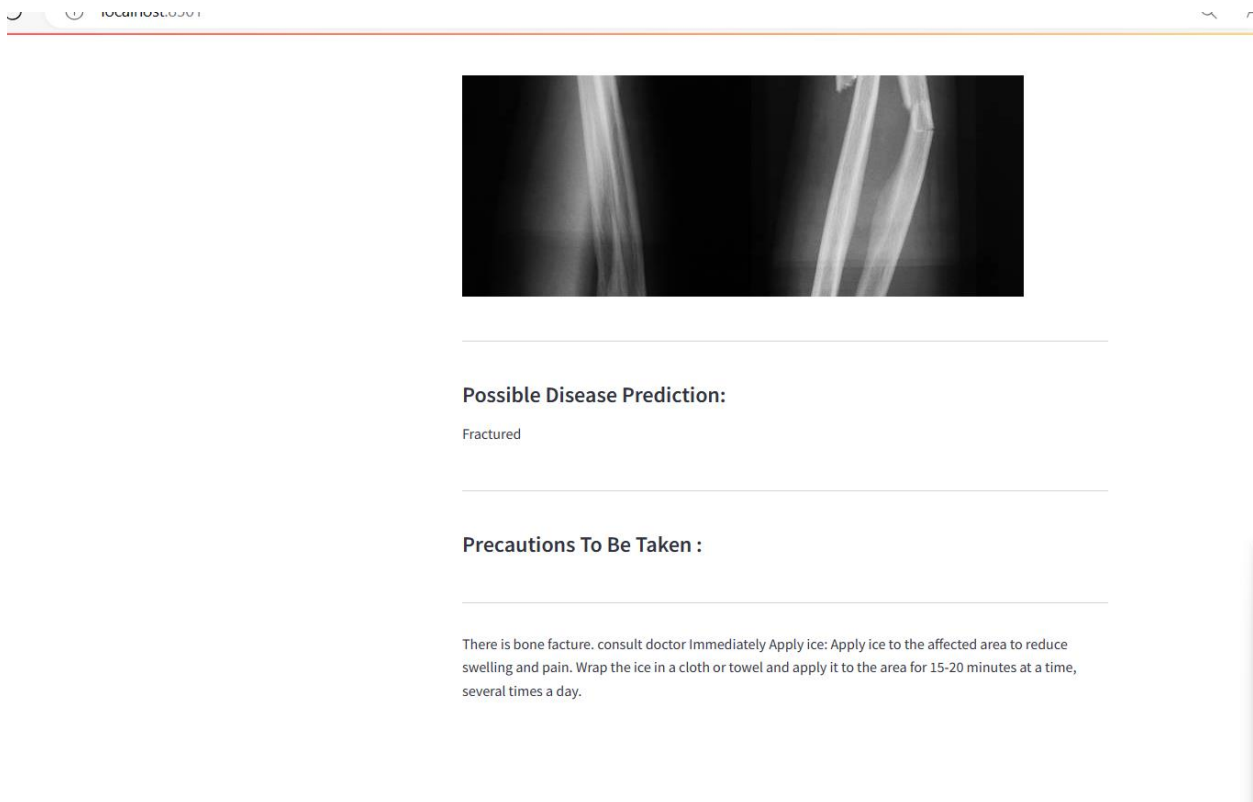 Possible Disease Prediction:
Fractured
Precautions To Be Taken :
There is bone facture. consult doctor Immediately Apply ice: Apply ice to the affected area to reduce
swelling and pain. Wrap the ice in a cloth or towel and apply it to the area for 15-20 minutes at a time,
several times a day.